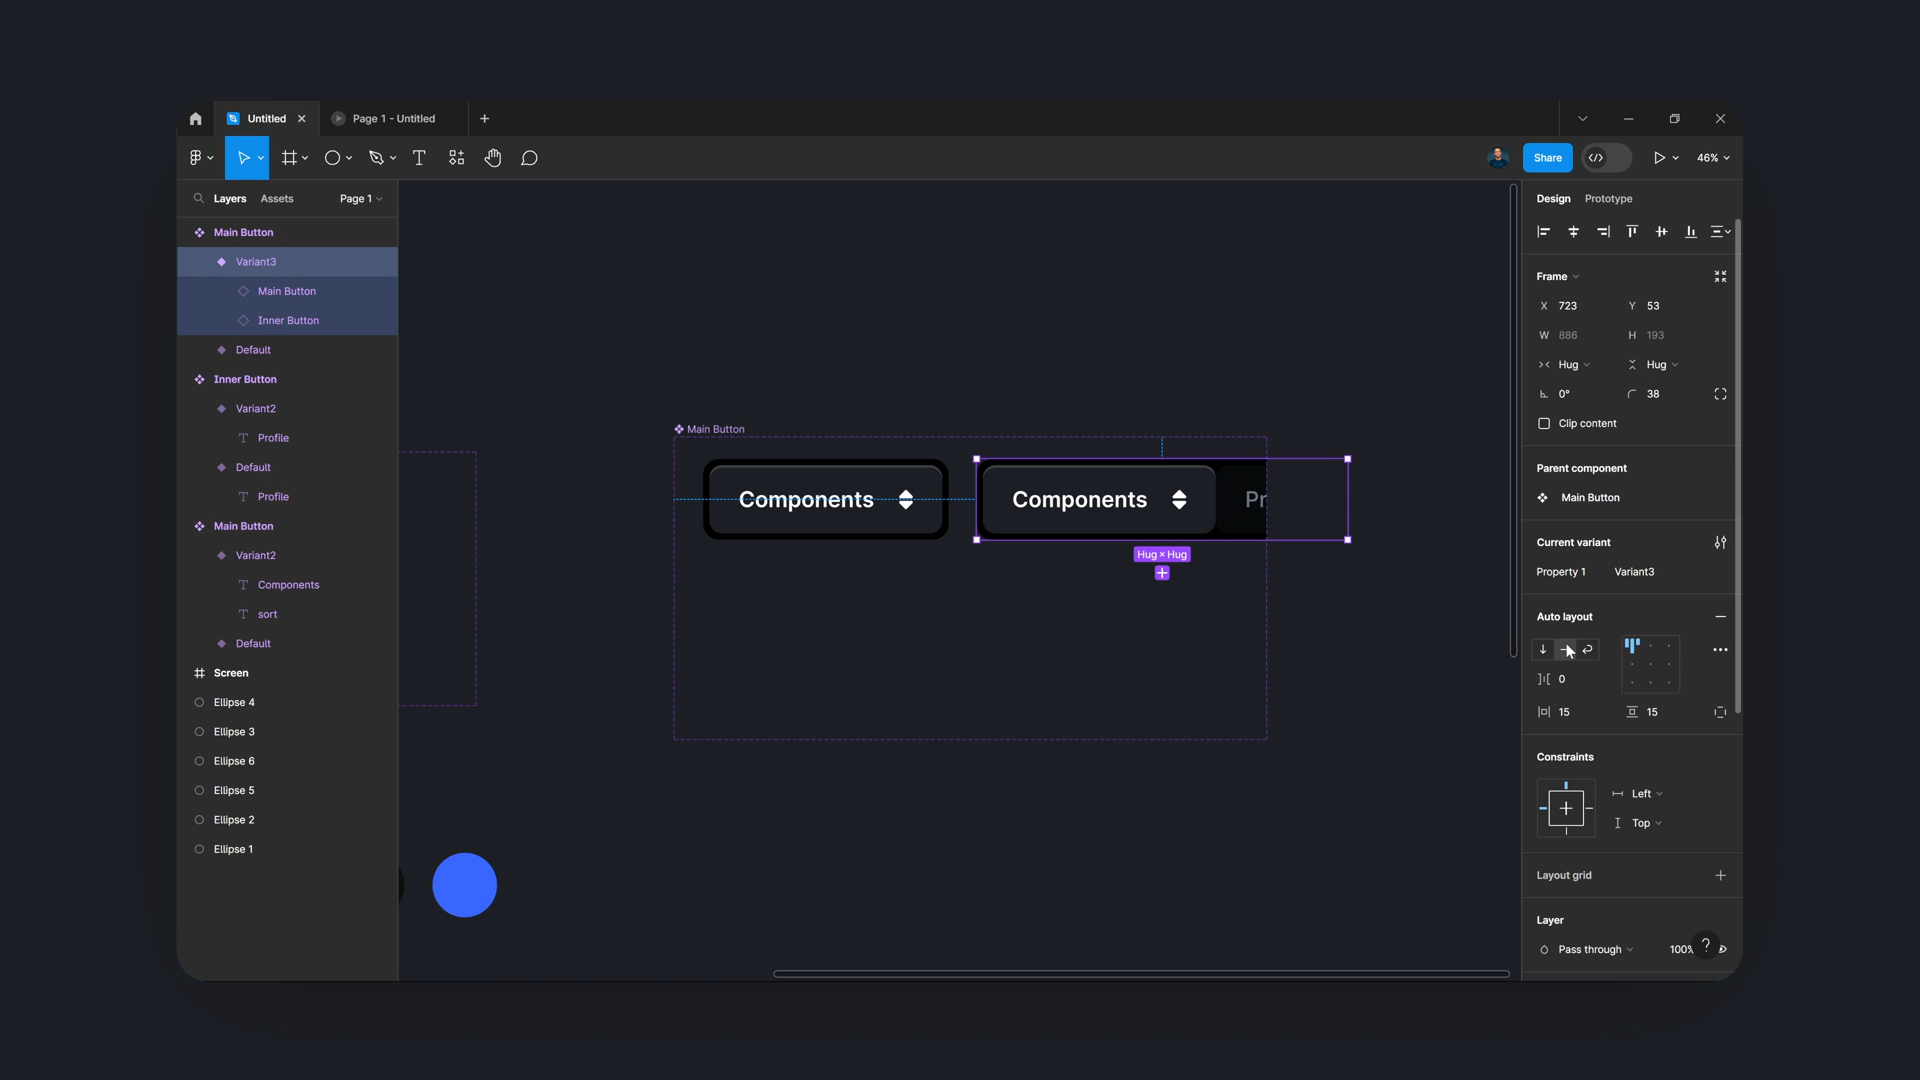 Untitled
Page 1 - Untitled
Share
46%
Layers
Assets
Page 1
Main Button
Variant3
Main Button
Inner Button
Default
Inner Button
Variant2
Profile
Default
Profile
Main Button
Variant2
Components
sort
Default
Screen
Ellipse 4
Ellipse 3
Ellipse 6
Ellipse 5
Ellipse 2
Ellipse 1
Main Button
Components
Components
Pr
Hug × Hug
Design
Prototype
Frame
X 723
Y 53
W 886
H 193
Hug
Hug
0°
38
Clip content
Parent component
Main Button
Current variant
Property 1
Variant3
Auto layout
0
15
15
Constraints
Left
Top
Layout grid
Layer
Pass through
100%
?